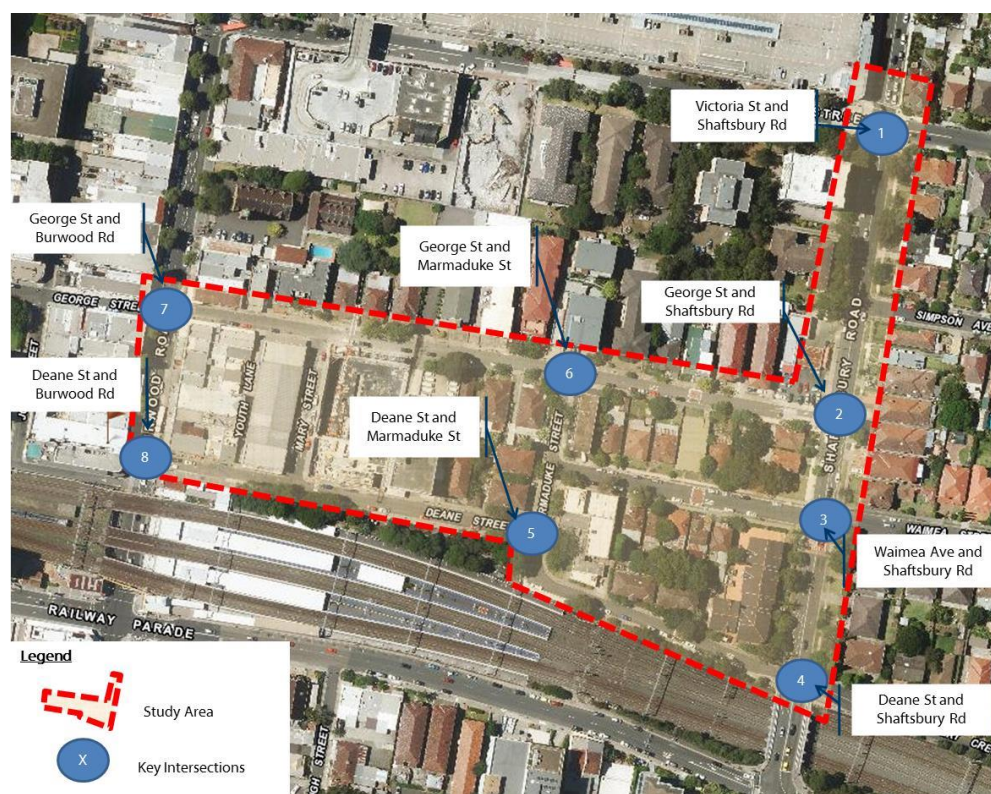 Victoria St and
Shaftsbury Rd
1
George St and
Burwood Rd
George St and
Marmaduke St
George St and
Shaftsbury Rd
7
GEORGE
6
Deane St and
Burwood Rd
YOUTH LANE
MARY STREET
SIMPSON
ROAD
2
Deane St and
Marmaduke St
8
DEANE STREET
5
3
WAIMEA
Waimea Ave and
Shaftsbury Rd
RAILWAY PARADE
4
Deane St and
Shaftsbury Rd
Legend
Study Area
X
Key Intersections